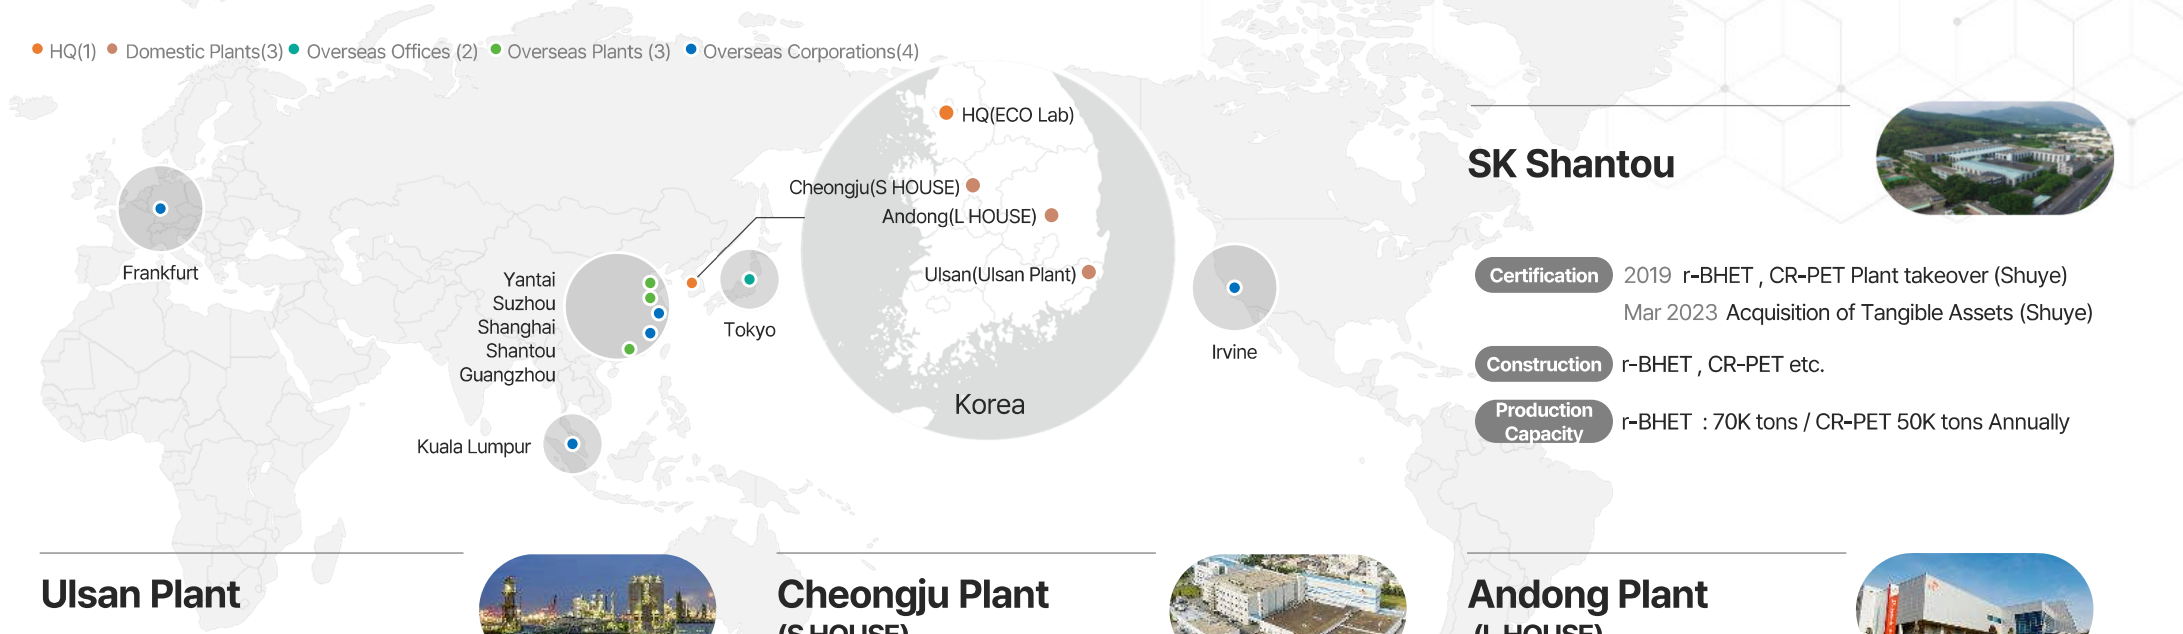 HQ(1) Domestic Plants(3) Overseas Offices (2) Overseas Plants (3) Overseas Corporations(4)
HQ(ECO Lab)
Cheongju(S HOUSE)
Andong(L HOUSE)
Ulsan(Ulsan Plant)
Korea
Frankfurt
Yantai
Suzhou
Shanghai
Shantou
Guangzhou
Tokyo
Kuala Lumpur
Irvine
SK Shantou
Certification 2019 r-BHET , CR-PET Plant takeover (Shuye)
Mar 2023 Acquisition of Tangible Assets (Shuye)
Construction r-BHET , CR-PET etc.
Production
Capacity
r-BHET : 70K tons / CR-PET 50K tons Annually
Ulsan Plant
Cheongju Plant
(S HOUSE)
Andong Plant
(L HOUSE)